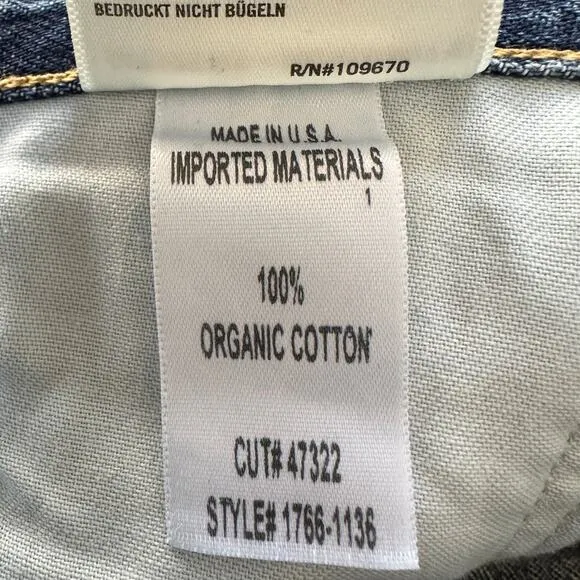 BEDRUCKT NICHT BÜGELN
R/N#109670
MADE IN U.S.A.
IMPORTED MATERIALS
1
100%
ORGANIC COTTON
CUT# 47322
STYLE# 1766-1136